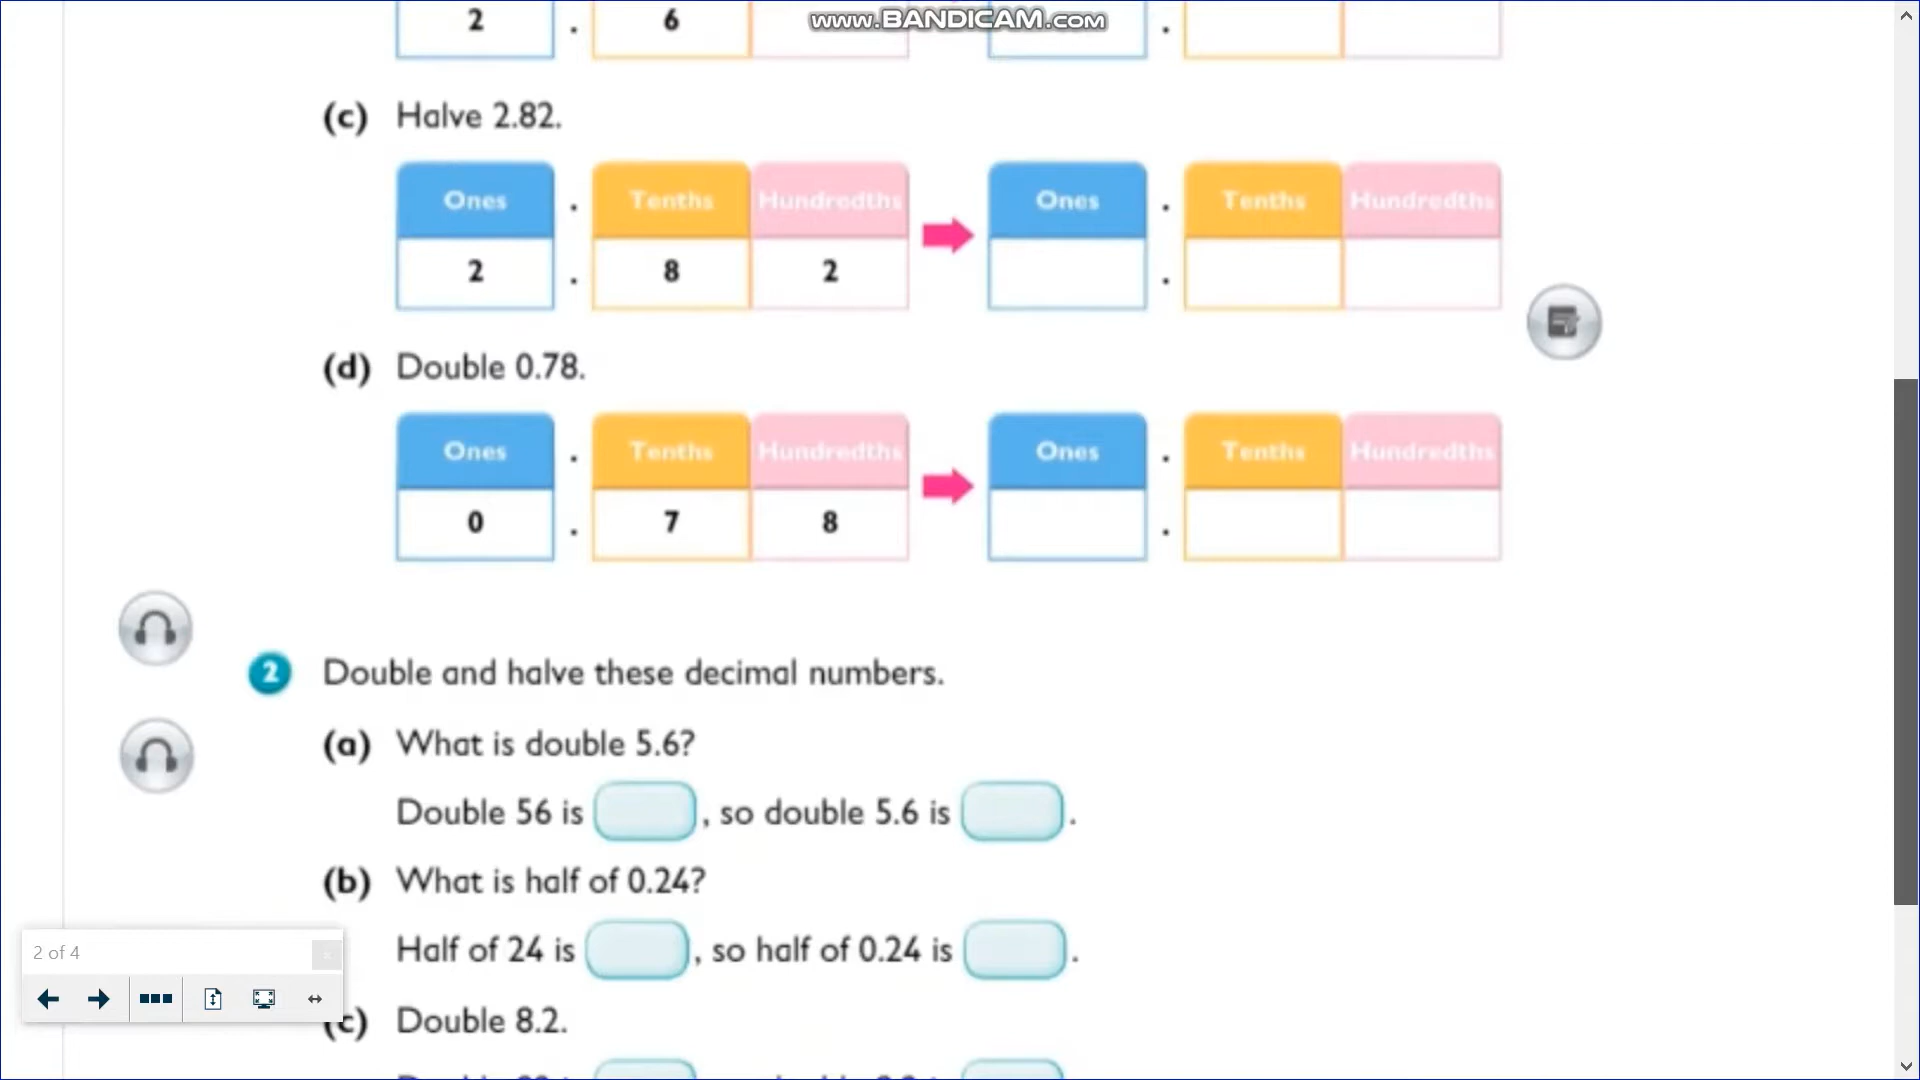 www.BANDICAM.com
2 . 6 .
(c) Halve 2.82.
Ones . Tenths Hundredths Ones . Tenths Hundredths
2 . 8 2 .
(d) Double 0.78.
Ones . Tenths Hundredths Ones . Tenths Hundredths
0 . 7 8 .
2 Double and halve these decimal numbers.
(a) What is double 5.6?
Double 56 is , so double 5.6 is .
(b) What is half of 0.24?
Half of 24 is , so half of 0.24 is .
2 of 4
(c) Double 8.2.